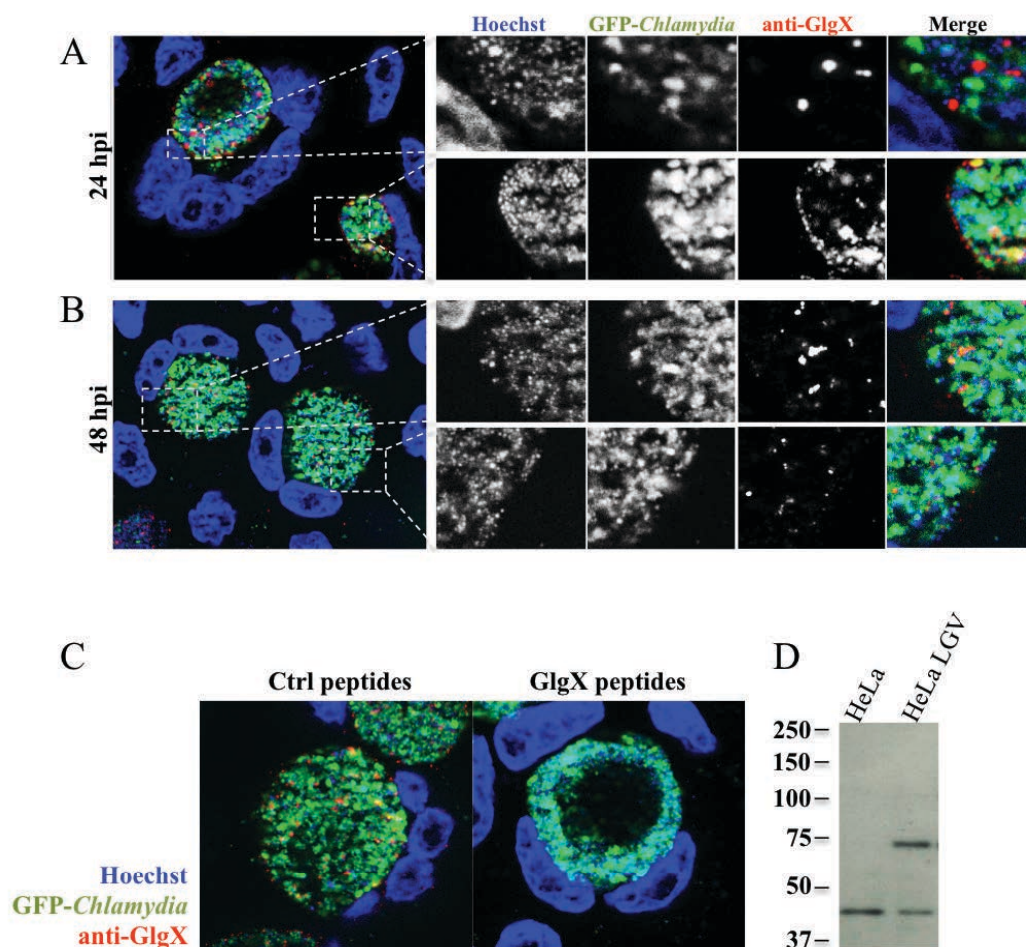 Hoechst GFP-Chlamydia anti-GlgX Merge
A
24 hpi
B
48 hpi
C
Ctrl peptides GlgX peptides
Hoechst
GFP-Chlamydia
anti-GlgX
D
HeLa
HeLa LGV
250
150
100
75
50
37